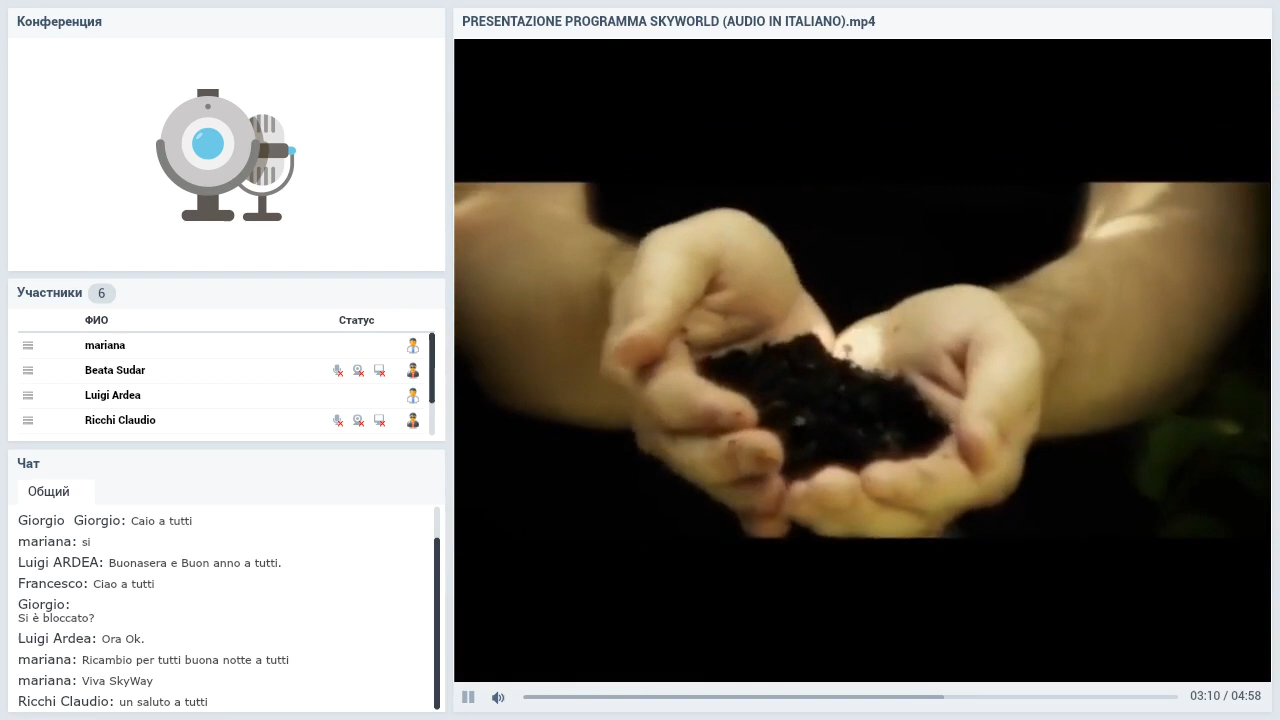 Конференция
PRESENTAZIONE PROGRAMMA SKYWORLD (AUDIO IN ITALIANO).mp4
Участники 6
ФИО Статус
mariana
Beata Sudar
Luigi Ardea
Ricchi Claudio
Чат
Общий
Giorgio Giorgio: Caio a tutti
mariana: si
Luigi ARDEA: Buonasera e Buon anno a tutti.
Francesco: Ciao a tutti
Giorgio:
Si è bloccato?
Luigi Ardea: Ora Ok.
mariana: Ricambio per tutti buona notte a tutti
mariana: Viva SkyWay
Ricchi Claudio: un saluto a tutti
03:10 / 04:58